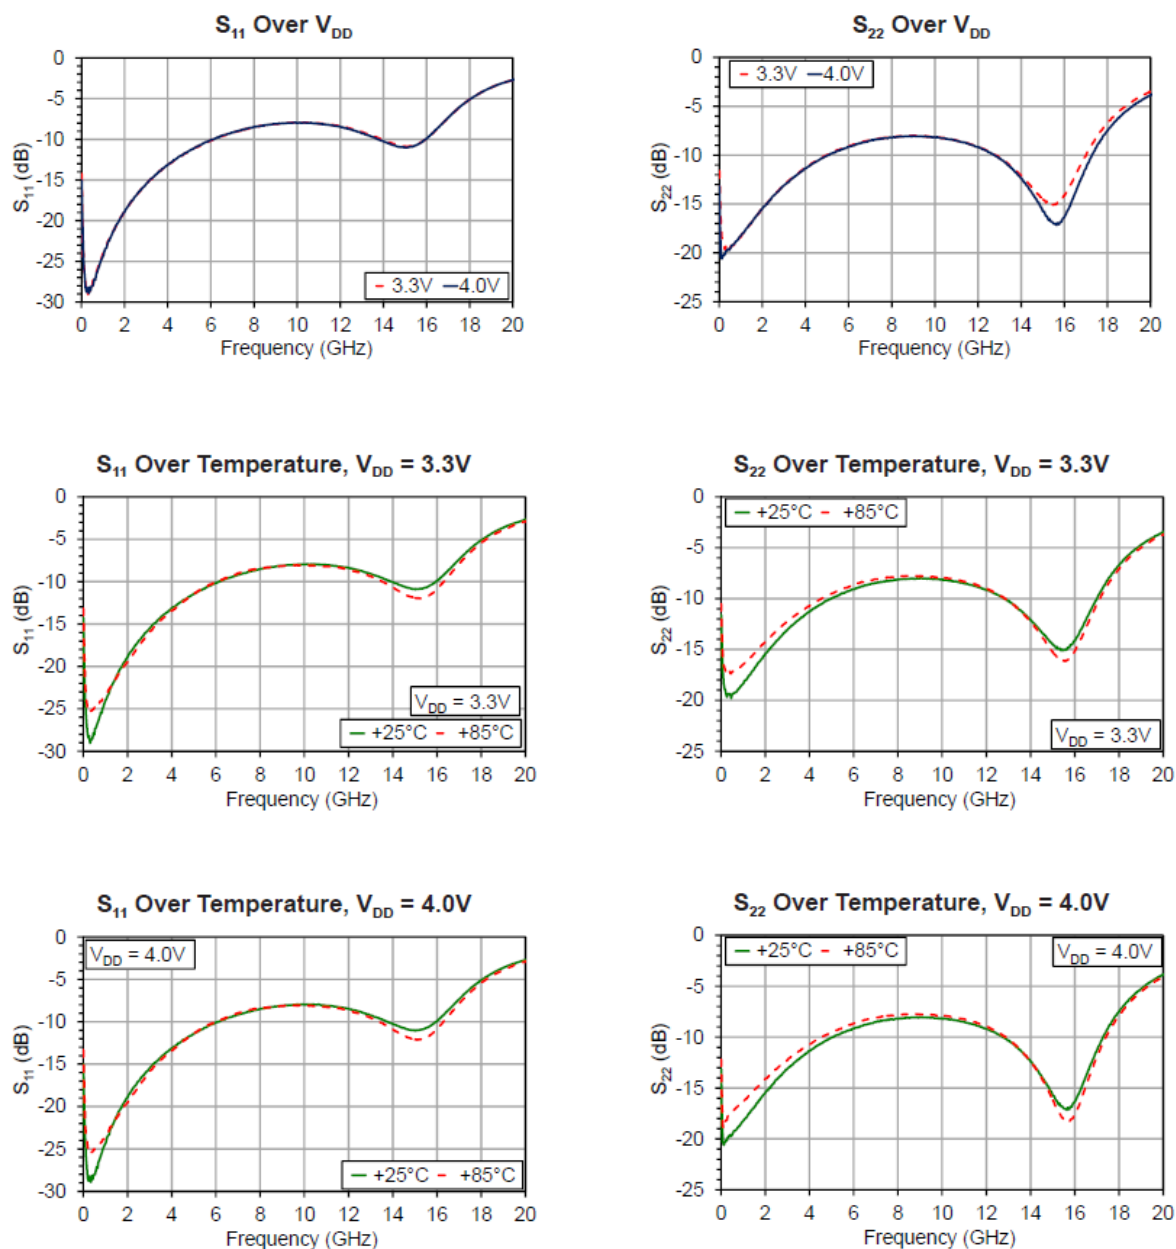 S11 Over VDD
0
-5
-10
-15
-20
-25
-30
S11 (dB)
3.3V 4.0V
0 2 4 6 8 10 12 14 16 18 20
Frequency (GHz)
S22 Over VDD
3.3V 4.0V
0
-5
-10
-15
-20
-25
S22 (dB)
0 2 4 6 8 10 12 14 16 18 20
Frequency (GHz)
S11 Over Temperature, VDD = 3.3V
0
-5
-10
-15
-20
-25
-30
S11 (dB)
VDD = 3.3V
+25°C +85°C
0 2 4 6 8 10 12 14 16 18 20
Frequency (GHz)
S22 Over Temperature, VDD = 3.3V
+25°C +85°C
0
-5
-10
-15
-20
-25
S22 (dB)
VDD = 3.3V
0 2 4 6 8 10 12 14 16 18 20
Frequency (GHz)
S11 Over Temperature, VDD = 4.0V
VDD = 4.0V
0
-5
-10
-15
-20
-25
-30
S11 (dB)
+25°C +85°C
0 2 4 6 8 10 12 14 16 18 20
Frequency (GHz)
S22 Over Temperature, VDD = 4.0V
+25°C +85°C
VDD = 4.0V
0
-5
-10
-15
-20
-25
S22 (dB)
0 2 4 6 8 10 12 14 16 18 20
Frequency (GHz)